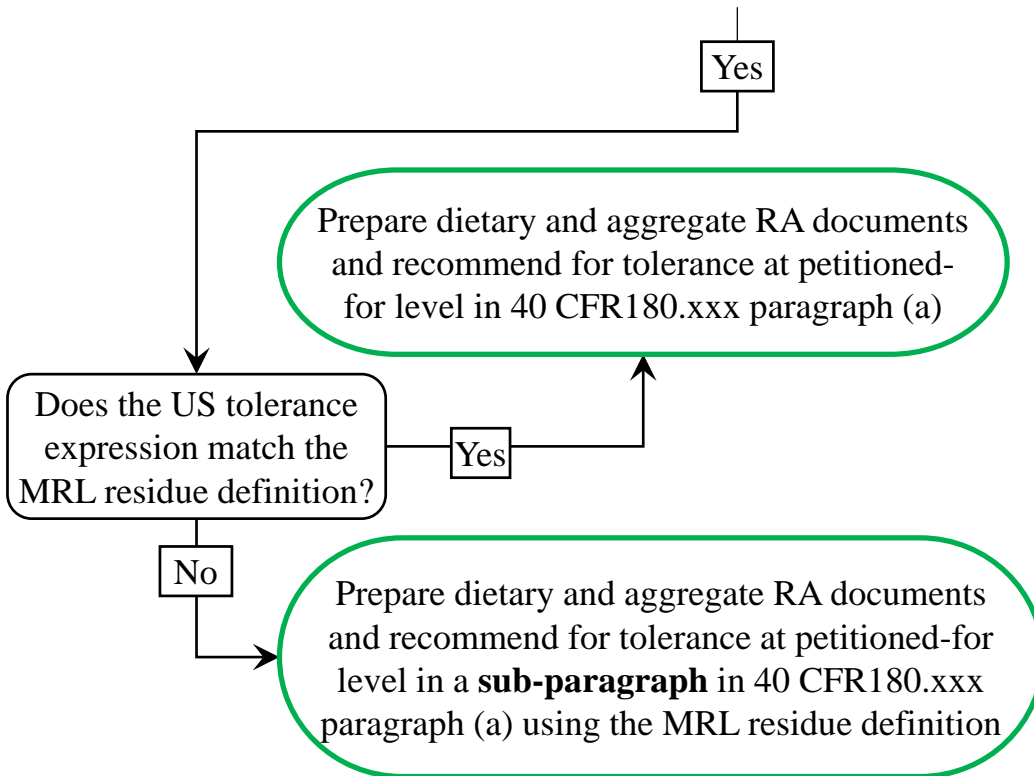 Yes
Prepare dietary and aggregate RA documents
and recommend for tolerance at petitioned-
for level in 40 CFR180.xxx paragraph (a)
Does the US tolerance
expression match the
MRL residue definition?
Yes
No
Prepare dietary and aggregate RA documents
and recommend for tolerance at petitioned-for
level in a sub-paragraph in 40 CFR180.xxx
paragraph (a) using the MRL residue definition